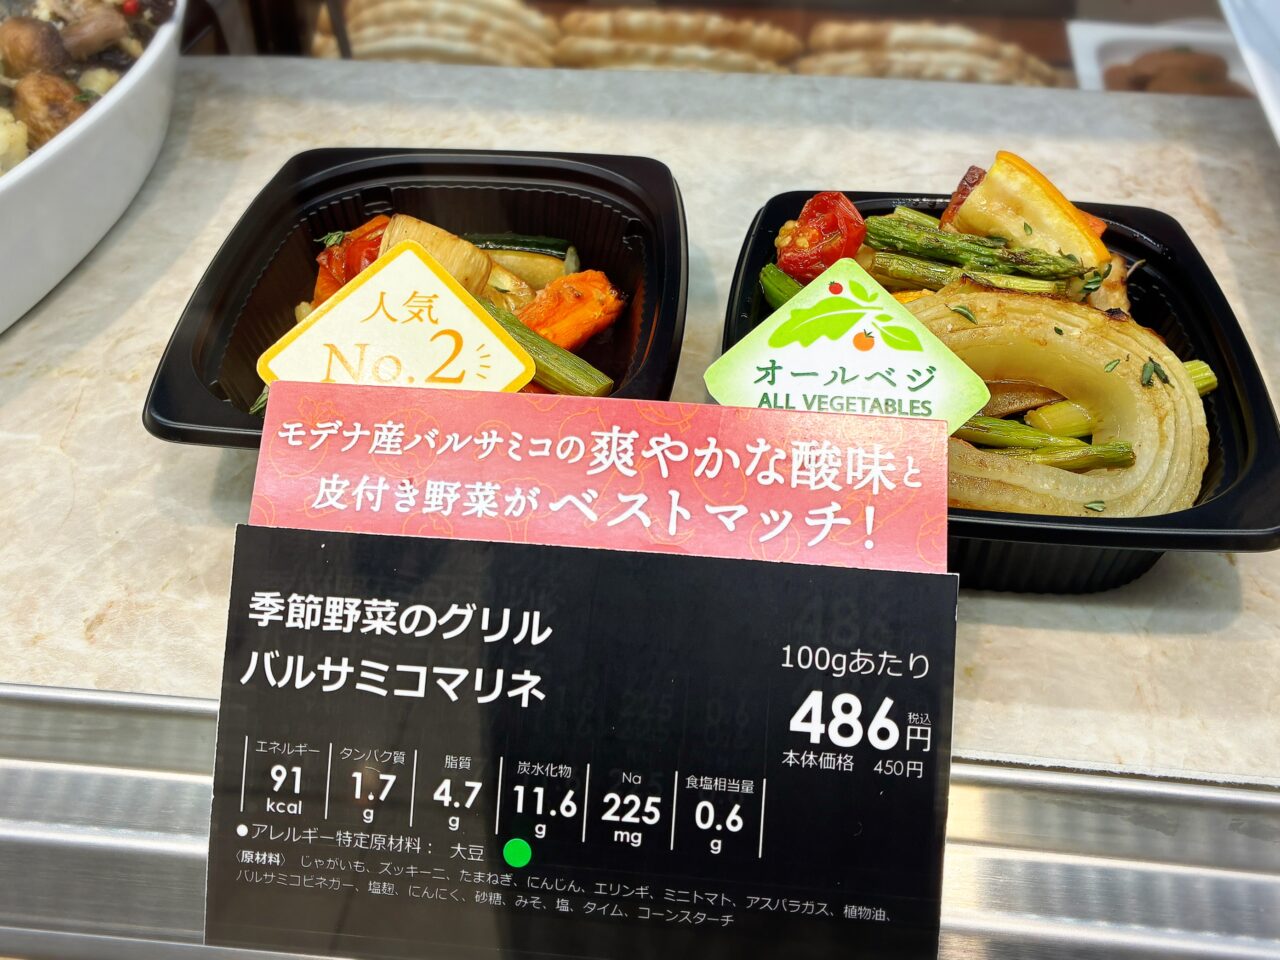 人気
No.2
オールベジ
ALL VEGETABLES
モデナ産バルサミコの爽やかな酸味と
皮付き野菜がベストマッチ!
季節野菜のグリル
バルサミコマリネ
100gあたり
486円 税込
本体価格 450円
エネルギー 91 kcal
タンパク質 1.7 g
脂質 4.7 g
炭水化物 11.6 g
Na 225 mg
食塩相当量 0.6 g
●アレルギー特定原材料： 大豆
〈原材料〉 じゃがいも、ズッキーニ、たまねぎ、にんじん、エリンギ、ミニトマト、アスパラガス、植物油、
バルサミコビネガー、塩麹、にんにく、砂糖、みそ、塩、タイム、コーンスターチ